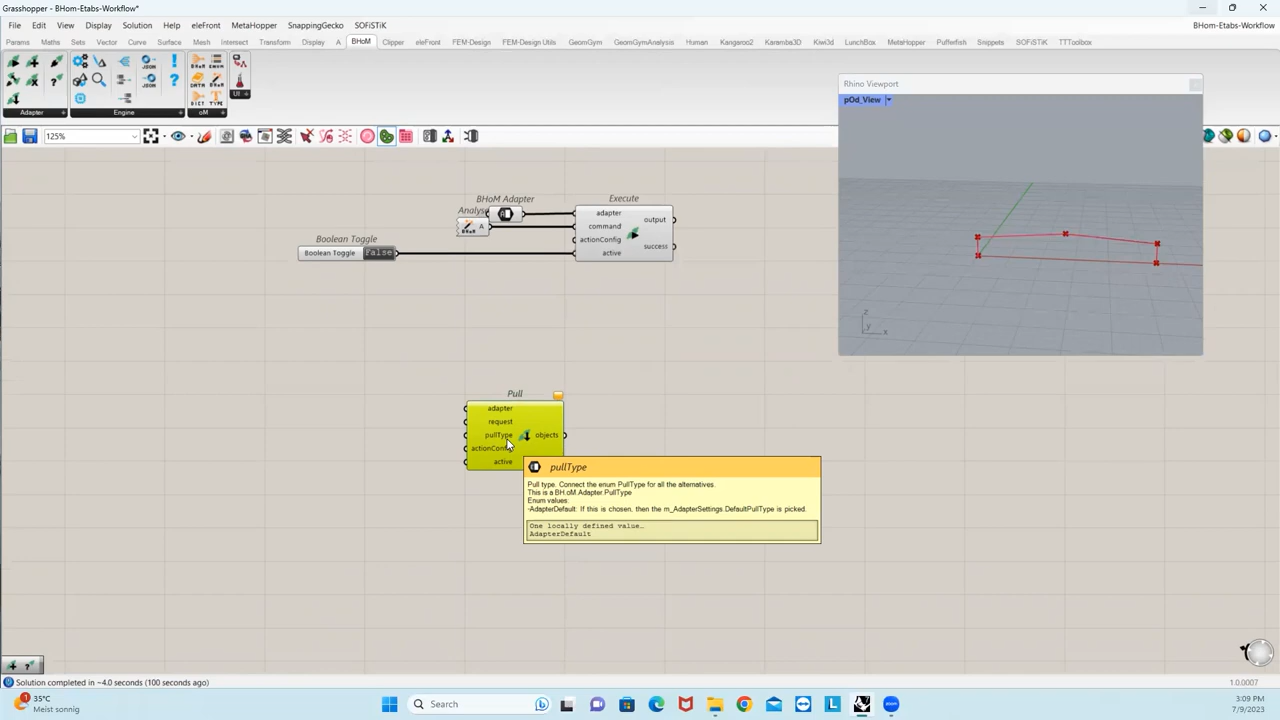 Grasshopper - BHom-Etabs-Workflow*
File Edit View Display Solution Help eleFront MetaHopper SnappingGecko SOFiSTiK
BHom-Etabs-Workflow
Params Maths Sets Vector Curve Surface Mesh Intersect Transform Display A BHoM Clipper eleFront FEM-Design FEM-Design Utils GeomGym GeomGymAnalysis Human Kangaroo2 Karamba3D Kiwi3d LunchBox MetaHopper Pufferfish Snippets SOFiSTiK TTToolbox
Adapter Engine oM UI
125%
Rhino Viewport
pOd_View
z
y x
BHoM Adapter
Execute
Analyse
A
adapter
command
actionConfig
active
output
success
Boolean Toggle
Boolean Toggle False
Pull
adapter
request
pullType
actionConfig
active
objects
pullType
Pull type. Connect the enum PullType for all the alternatives.
This is a BH.oM.Adapter.PullType
Enum values:
-AdapterDefault: If this is chosen, then the m_AdapterSettings.DefaultPullType is picked.
One locally defined value...
AdapterDefault
Solution completed in ~4.0 seconds (100 seconds ago)
1.0.0007
35°C
Meist sonnig
Search
3:09 PM
7/9/2023